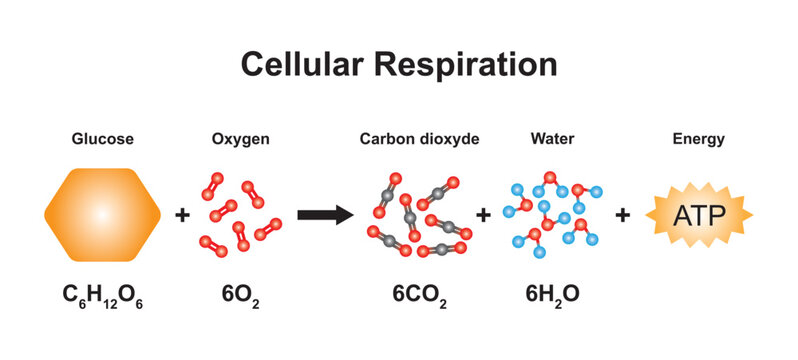 Cellular Respiration
Glucose Oxygen Carbon dioxyde Water Energy
+ + + ATP
C₆H₁₂O₆ 6O₂ 6CO₂ 6H₂O